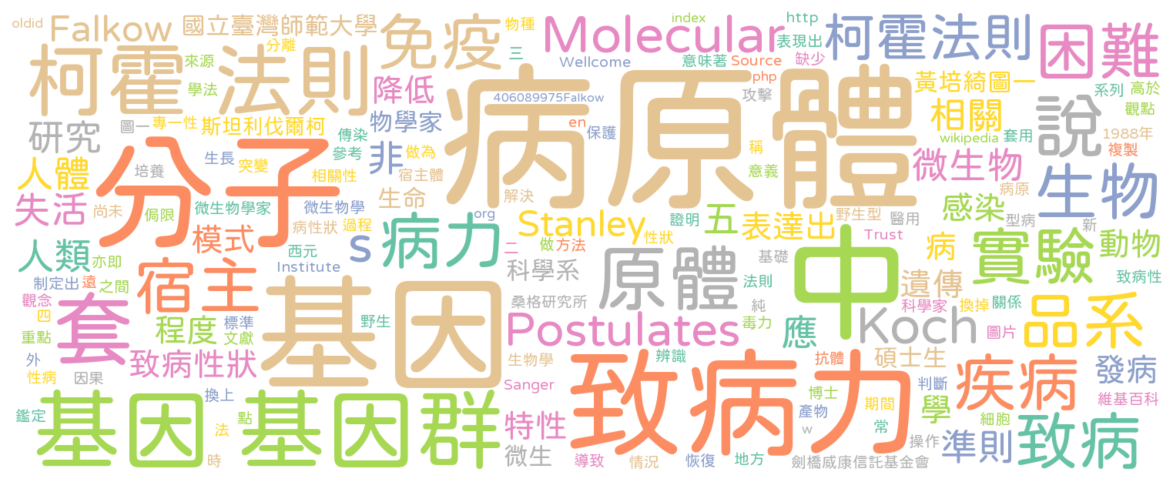 oldid
Falkow
國立臺灣師範大學
免疫
物種
三
Molecular
index
http
Wellcome
意味著
Source
表現出
缺少
php
柯霍法則
困難
分離
來源
學法
柯霍
法則
降低
病原體
406089975Falkow
攻擊
黃培綺圖一
系列
高於
觀點
研究
圖一
專一性
斯坦利伐爾柯
物學家
en
保護
相關
說
1988年
複製
wikipedia
套用
人體
分子
培養
生長
突變
傳染
參考
相關性
非
做為
宿主體
稱
意義
微生物
生物
病原
失活
尚未
侷限
微生物學家
微生物學
生命
解決
Stanley
性狀
證明
五
表達出
野生型
醫用
感染
型病
新
人類
亦即
模式
病性狀
過程
西元
Institute
s
病力
org
二
做
方法
基礎
Trust
病
實驗
動物
制定出
遠
之間
宿主
科學系
原體
法則
純
中
遺傳
致病性
觀念
四
重點
套
程度
標準
文獻
野生
基因
桑格研究所
Postulates
毒力
應
Koch
科學家
換掉
關係
圖片
品系
外
性病
因果
致病性狀
生物學
Sanger
辨識
致病力
抗體
碩士生
疾病
發病
維基百科
鑑定
基因
換上
點
法
時
基因群
特性
微生
導致
情況
恢復
地方
博士
產物
w
期間
常
判斷
學
細胞
操作
準則
致病
劍橋威康信託基金會